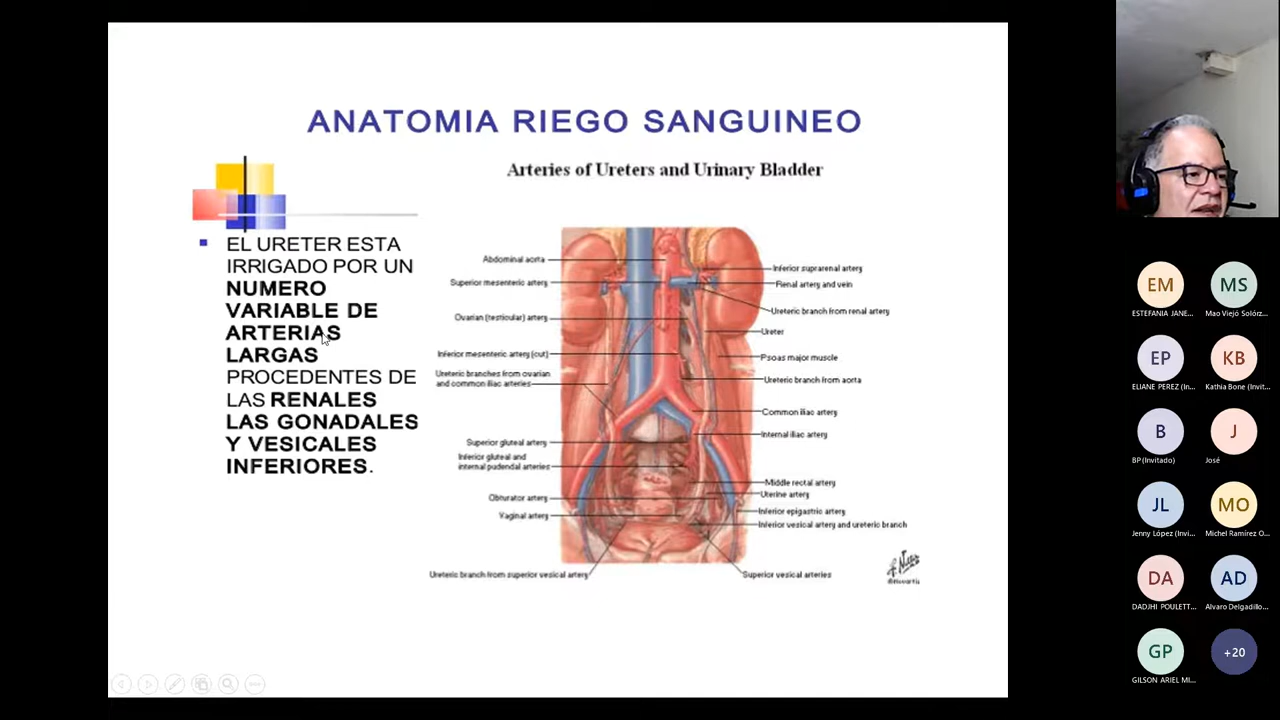 ANATOMIA RIEGO SANGUINEO
Arteries of Ureters and Urinary Bladder
EL URETER ESTA
IRRIGADO POR UN
NUMERO
VARIABLE DE
ARTERIAS
LARGAS
PROCEDENTES DE
LAS RENALES
LAS GONADALES
Y VESICALES
INFERIORES.
Abdominal aorta
Superior mesenteric artery
Ovarian (testicular) artery
Inferior mesenteric artery (cut)
Ureteric branches from ovarian
and common iliac arteries
Superior gluteal artery
Inferior gluteal and
internal pudendal arteries
Obturator artery
Vaginal artery
Ureteric branch from superior vesical artery
Inferior suprarenal artery
Renal artery and vein
Ureteric branch from renal artery
Ureter
Psoas major muscle
Ureteric branch from aorta
Common iliac artery
Internal iliac artery
Middle rectal artery
Uterine artery
Inferior epigastric artery
Inferior vesical artery and ureteric branch
Superior vesical arteries
©Novartis
EM
MS
ESTEFANIA JANE...
Mao Viejó Solórz...
EP
KB
ELIANE PEREZ (In...
Kathia Bone (Invit...
B
J
BP (Invitado)
José
JL
MO
Jenny López (Invi...
Michel Ramírez O...
DA
AD
DADJHI POULETT...
Alvaro Delgadillo...
GP
+20
GILSON ARIEL MI...